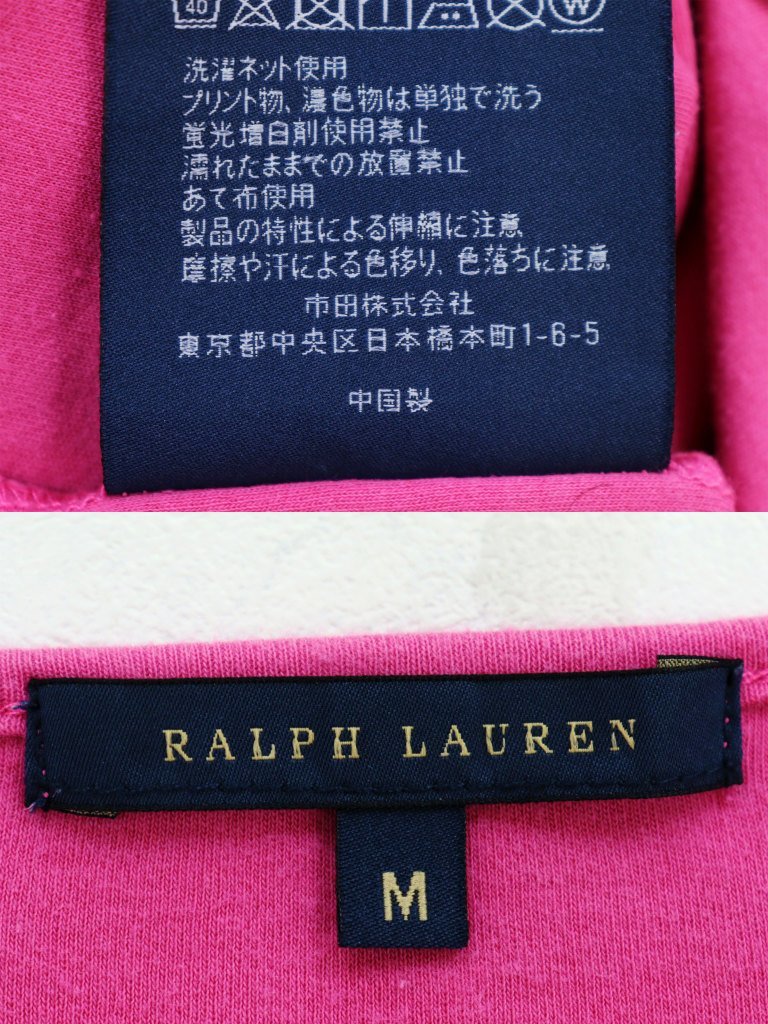 40 W
洗濯ネット使用
プリント物、濃色物は単独で洗う
蛍光増白剤使用禁止
濡れたままでの放置禁止
あて布使用
製品の特性による伸縮に注意
摩擦や汗による色移り、色落ちに注意
市田株式会社
東京都中央区日本橋本町1-6-5
中国製
RALPH LAUREN
M